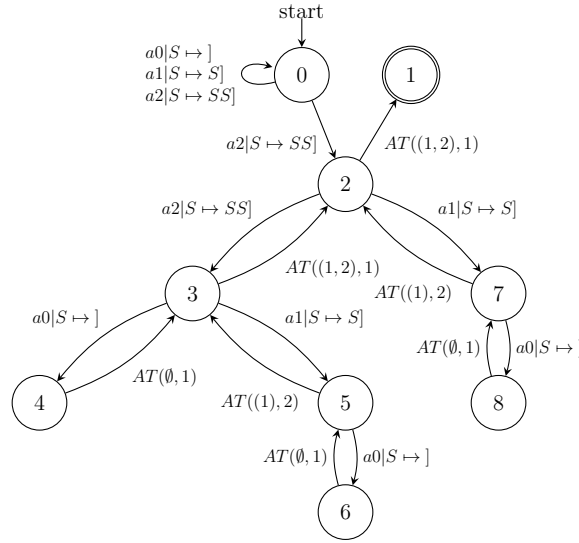 start
a0|S ↦ ]
a1|S ↦ S]
a2|S ↦ SS]
0
1
a2|S ↦ SS]
AT((1, 2), 1)
2
a2|S ↦ SS]
a1|S ↦ S]
AT((1, 2), 1)
AT((1), 2)
3
7
a0|S ↦ ]
a1|S ↦ S]
AT(∅, 1)
a0|S ↦ ]
AT(∅, 1)
AT((1), 2)
4
5
8
AT(∅, 1)
a0|S ↦ ]
6